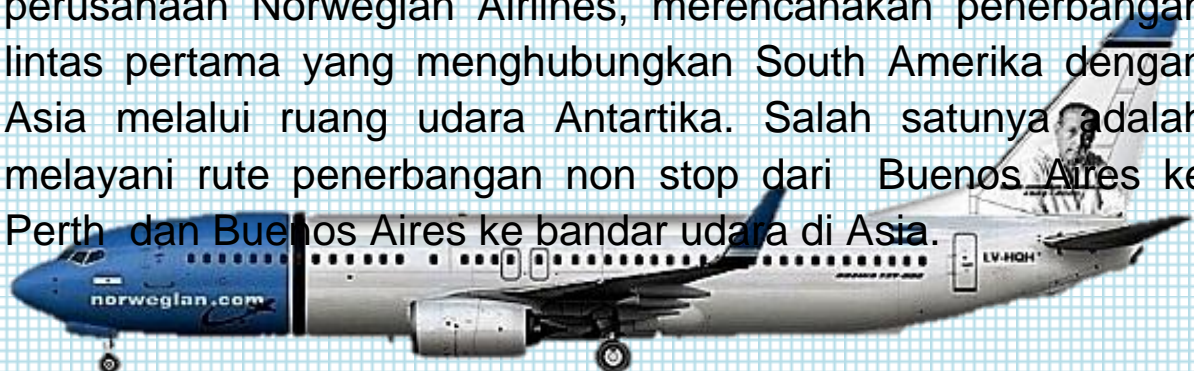 perusahaan Norwegian Airlines, merencanakan penerbangan
lintas pertama yang menghubungkan South Amerika dengan
Asia melalui ruang udara Antartika. Salah satunya adalah
melayani rute penerbangan non stop dari Buenos Aires ke
Perth dan Buenos Aires ke bandar udara di Asia.
LV-HQH
norwegian.com